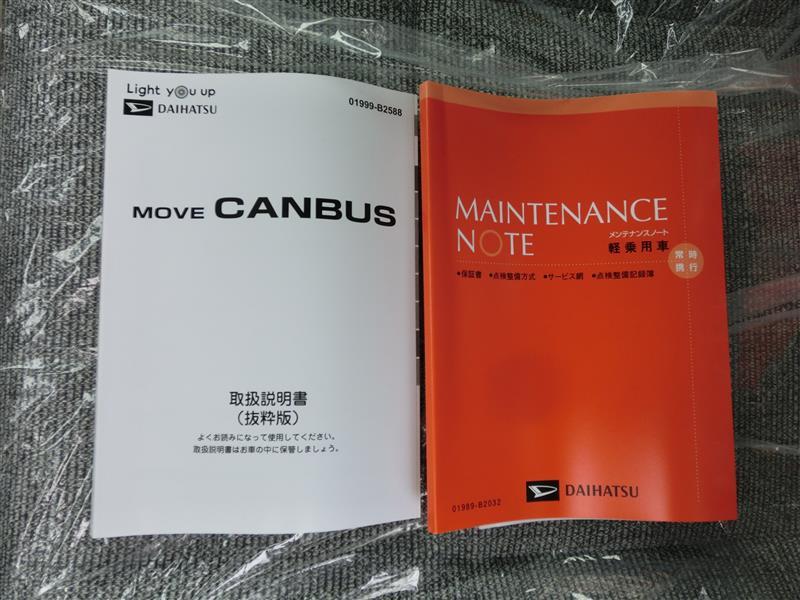 Light you up
DAIHATSU
01999-B2588
MOVE CANBUS
取扱説明書
（抜粋版）
よくお読みになって使用してください。
取扱説明書はお車の中に保管しましょう。
MAINTENANCE
NOTE
メンテナンスノート
軽乗用車
常時
携行
●保証書 ●点検整備方式 ●サービス網 ●点検整備記録簿
DAIHATSU
01989-B2032